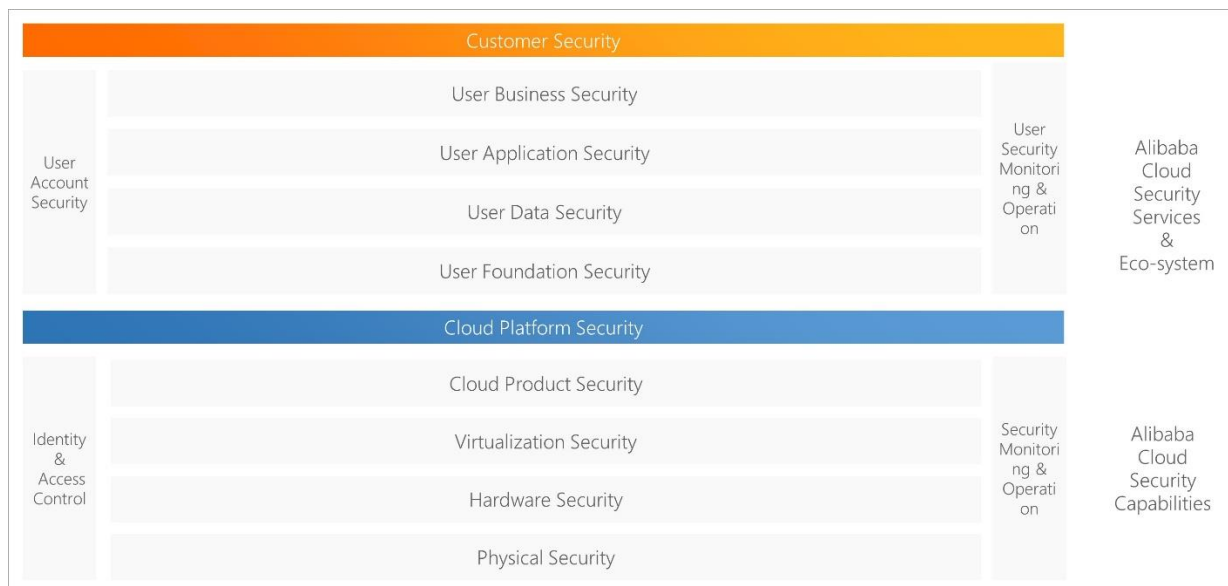 Customer Security
User
Account
Security
User Business Security
User Application Security
User Data Security
User Foundation Security
User
Security
Monitori
ng &
Operati
on
Alibaba
Cloud
Security
Services
&
Eco-system
Cloud Platform Security
Identity
&
Access
Control
Cloud Product Security
Virtualization Security
Hardware Security
Physical Security
Security
Monitori
ng &
Operati
on
Alibaba
Cloud
Security
Capabilities